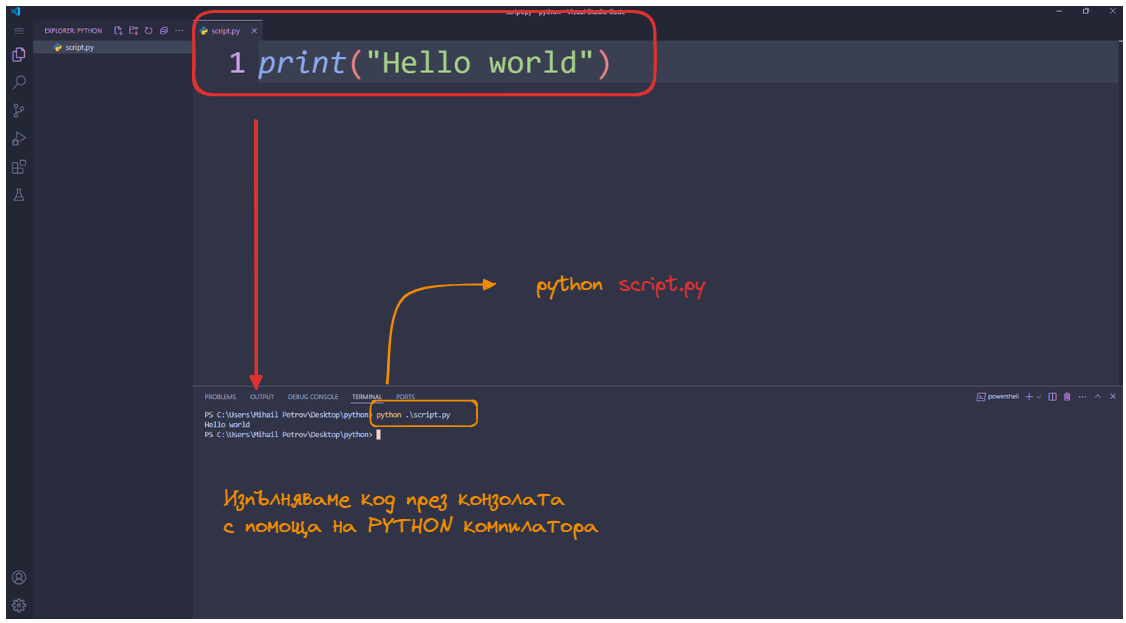 script.py - python - Visual Studio Code
EXPLORER: PYTHON
script.py
script.py
1 print("Hello world")
python script.py
PROBLEMS OUTPUT DEBUG CONSOLE TERMINAL PORTS
powershell
PS C:\Users\Mihail Petrov\Desktop\python> python .\script.py
Hello world
PS C:\Users\Mihail Petrov\Desktop\python>
Изпълняваме код през конзолата
с помоща на PYTHON компилатора